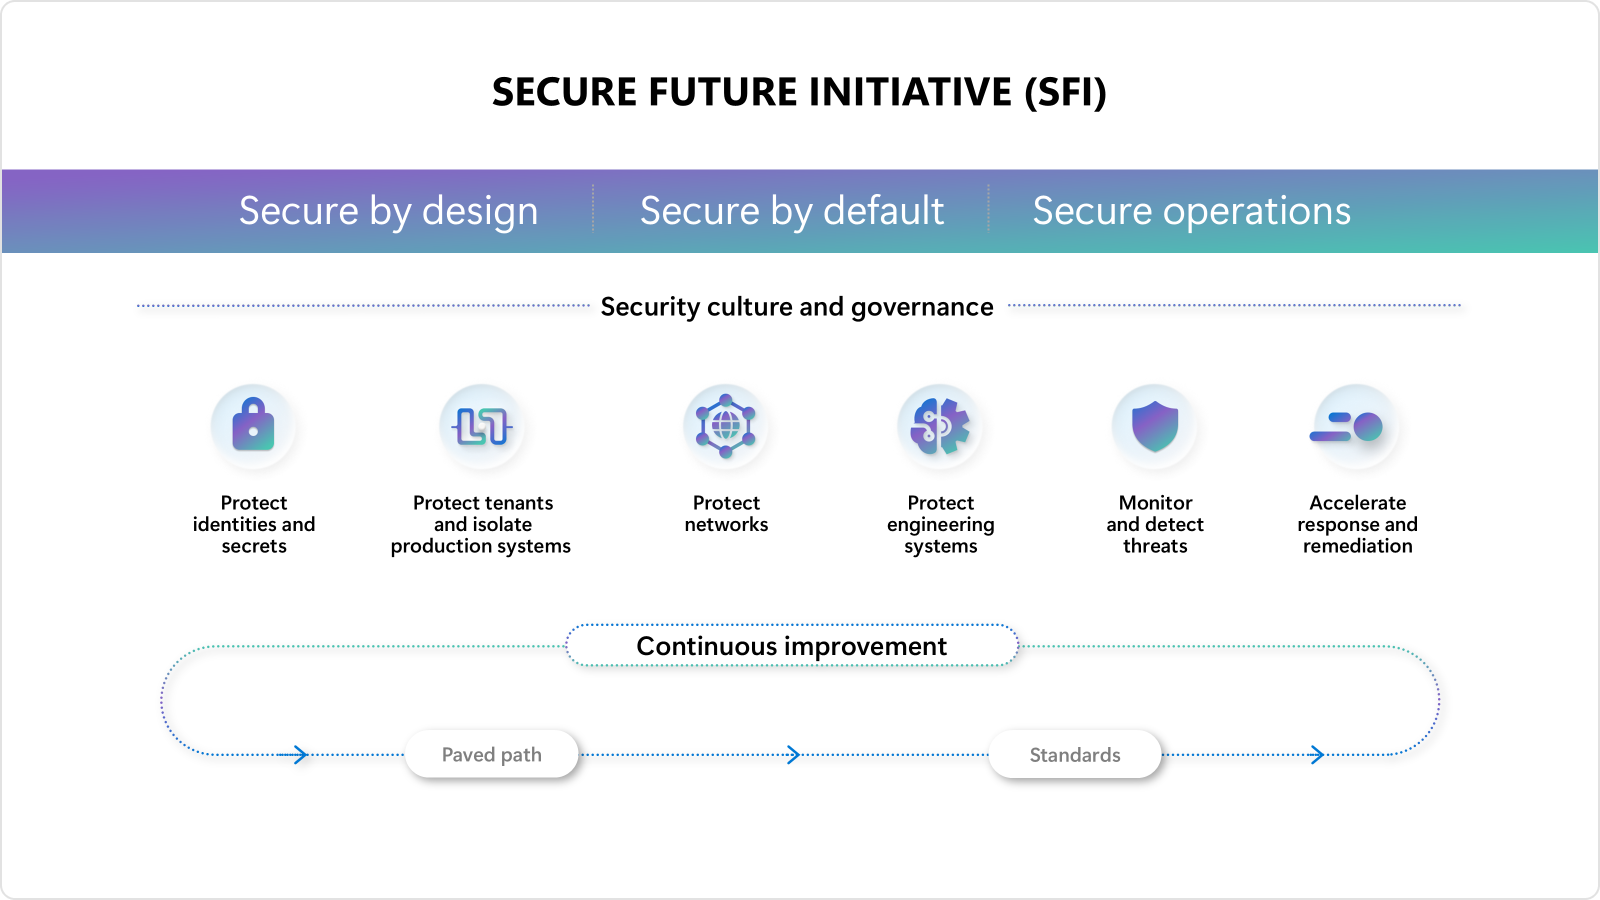 SECURE FUTURE INITIATIVE (SFI)
Secure by design
Secure by default
Secure operations
Security culture and governance
Protect
identities and
secrets
Protect tenants
and isolate
production systems
Protect
networks
Protect
engineering
systems
Monitor
and detect
threats
Accelerate
response and
remediation
Continuous improvement
Paved path
Standards